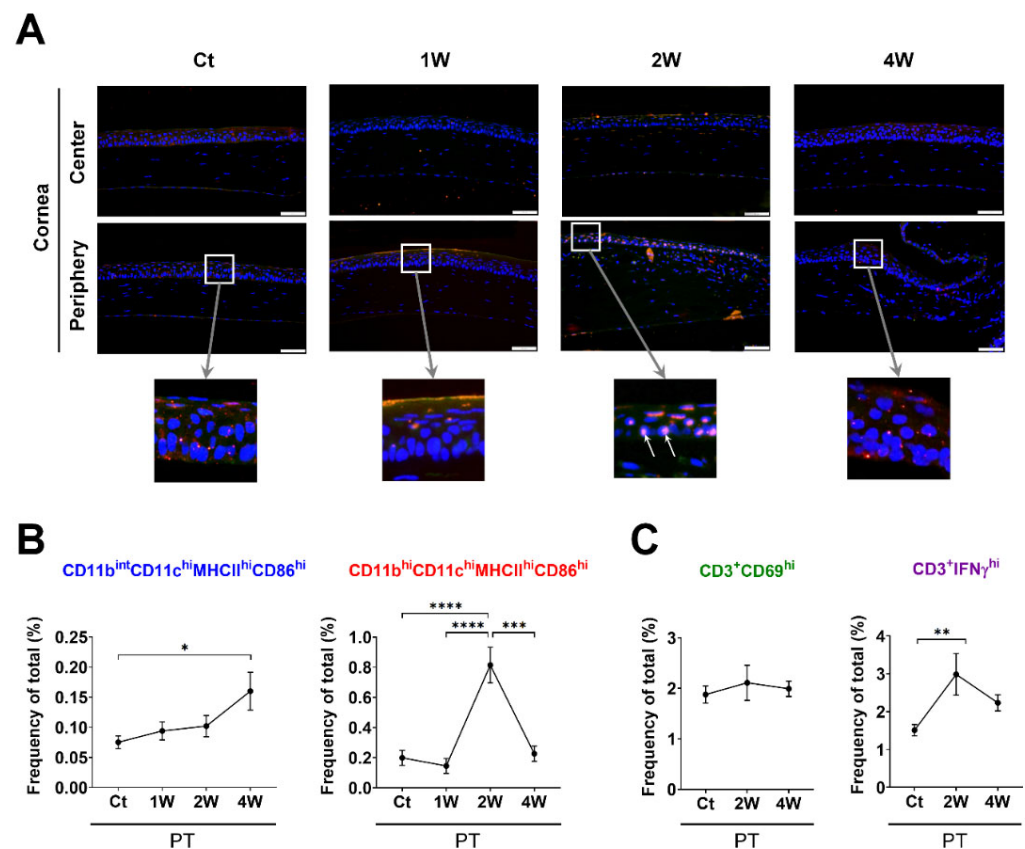 A
Ct 1W 2W 4W
Cornea
Center
Periphery
B
CD11b^int CD11c^hi MHCII^hi CD86^hi
Frequency of total (%)
0.25
0.20
0.15
0.10
0.05
0.00
*
Ct 1W 2W 4W
PT
CD11b^hi CD11c^hi MHCII^hi CD86^hi
Frequency of total (%)
1.0
0.8
0.6
0.4
0.2
0.0
****
**** ***
Ct 1W 2W 4W
PT
C
CD3^+ CD69^hi
Frequency of total (%)
3
2
1
0
Ct 2W 4W
PT
CD3^+ IFNγ^hi
Frequency of total (%)
4
3
2
1
0
**
Ct 2W 4W
PT